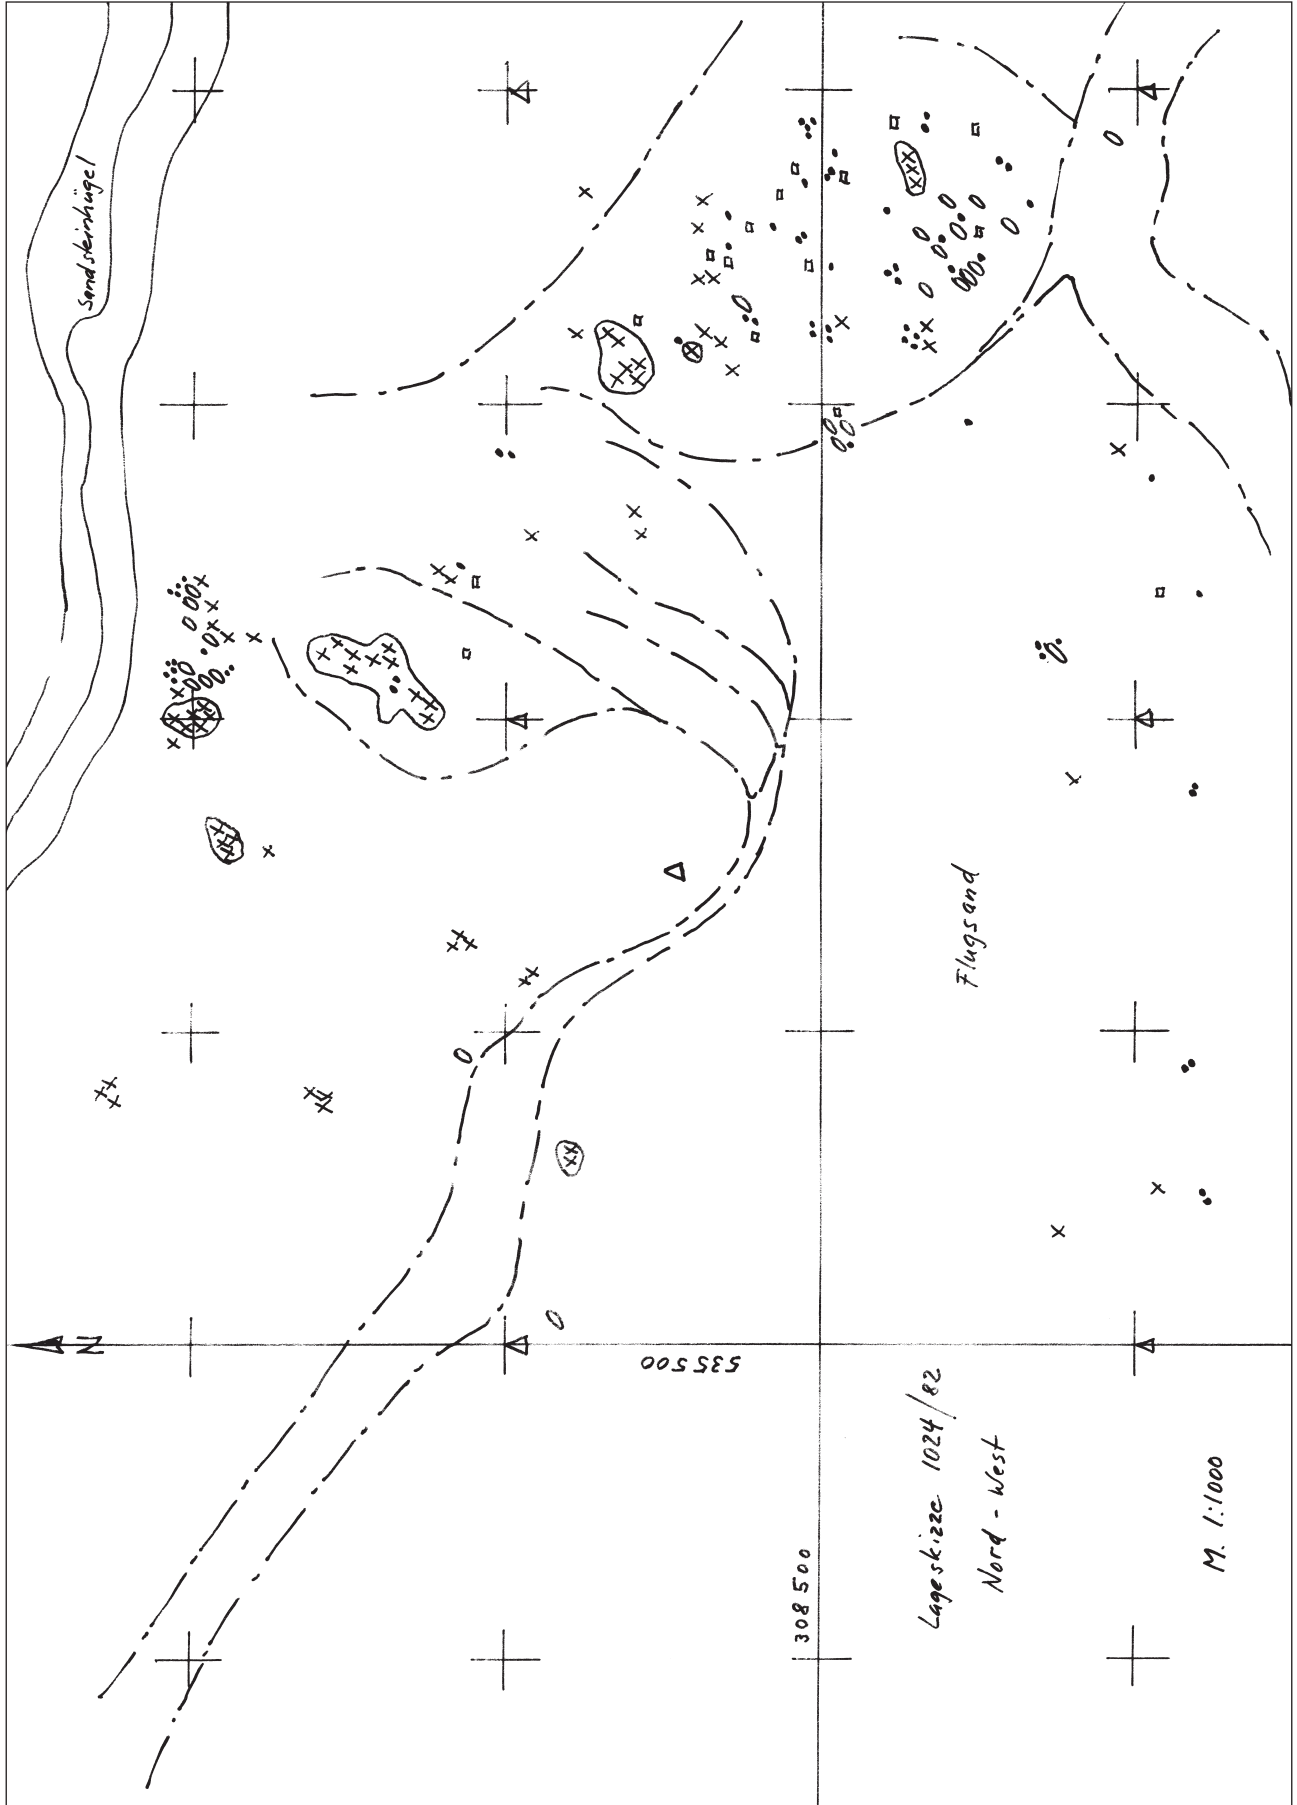 Sandsteinhügel
Flugsand
N
535500
308500
Lageskizze 1024/82
Nord - West
M. 1:1000